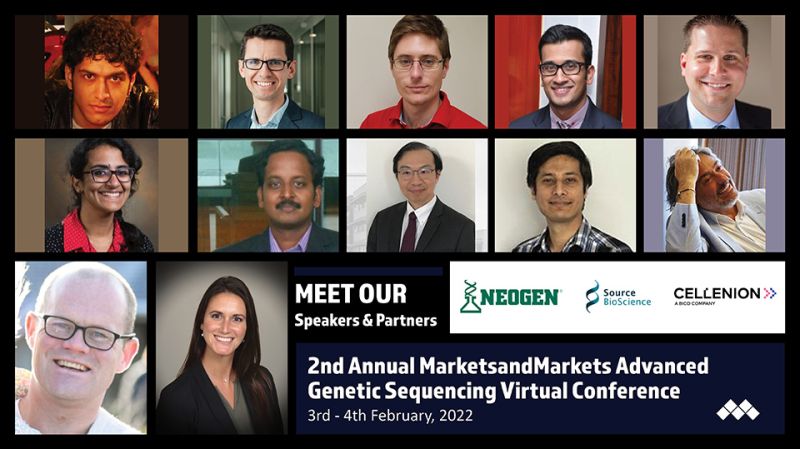 MEET OUR
Speakers & Partners
NEOGEN®
Source
BioScience
CELLENION
A BICO COMPANY
2nd Annual MarketsandMarkets Advanced
Genetic Sequencing Virtual Conference
3rd - 4th February, 2022